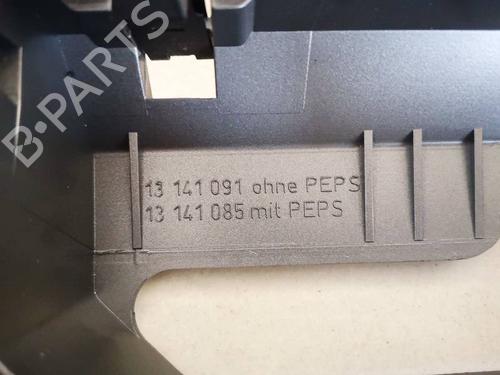 B-PARTS
13 141 091 ohne PEPS
13 141 085 mit PEPS